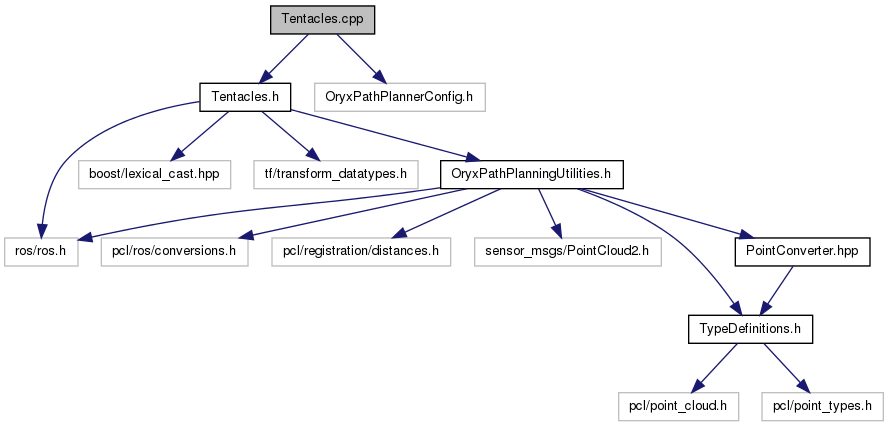 Tentacles.cpp
Tentacles.h
OryxPathPlannerConfig.h
boost/lexical_cast.hpp
tf/transform_datatypes.h
OryxPathPlanningUtilities.h
ros/ros.h
pcl/ros/conversions.h
pcl/registration/distances.h
sensor_msgs/PointCloud2.h
PointConverter.hpp
TypeDefinitions.h
pcl/point_cloud.h
pcl/point_types.h